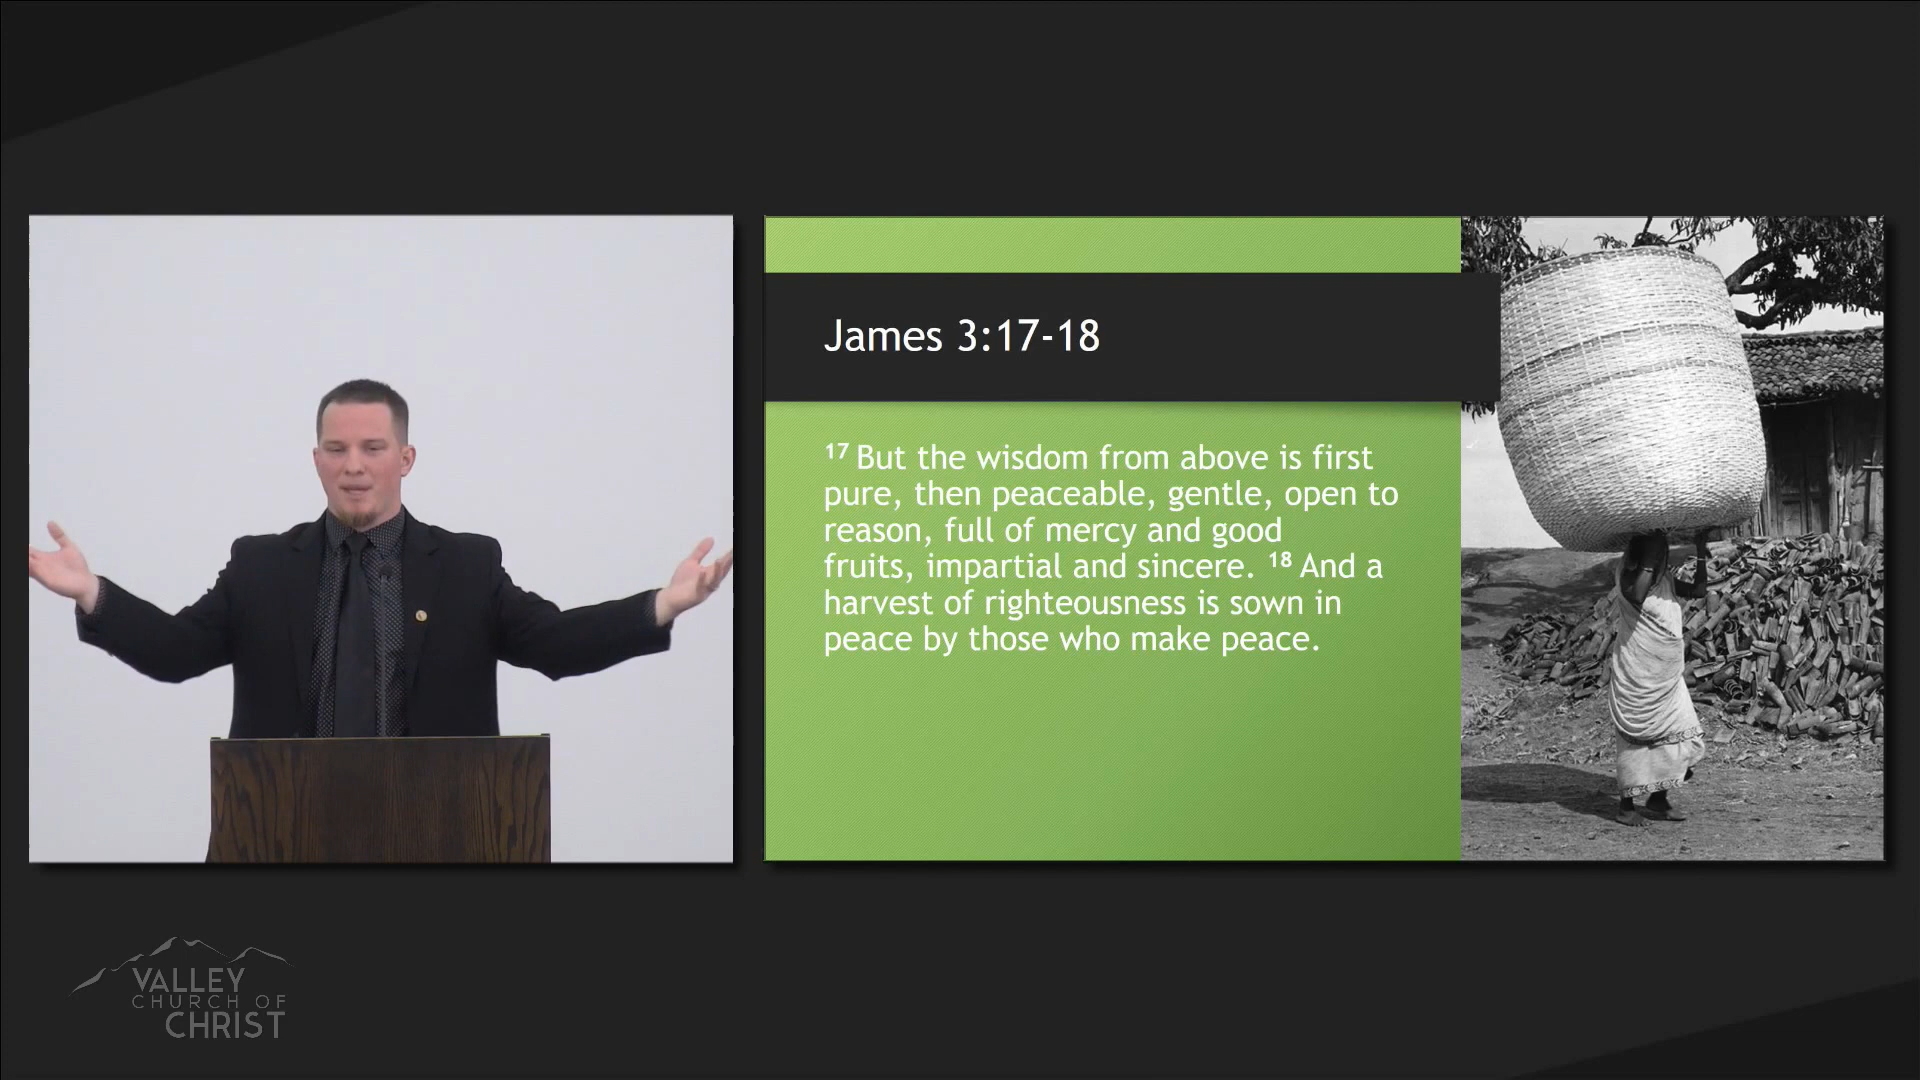 James 3:17-18
17 But the wisdom from above is first
pure, then peaceable, gentle, open to
reason, full of mercy and good
fruits, impartial and sincere. 18 And a
harvest of righteousness is sown in
peace by those who make peace.
VALLEY
CHURCH OF
CHRIST